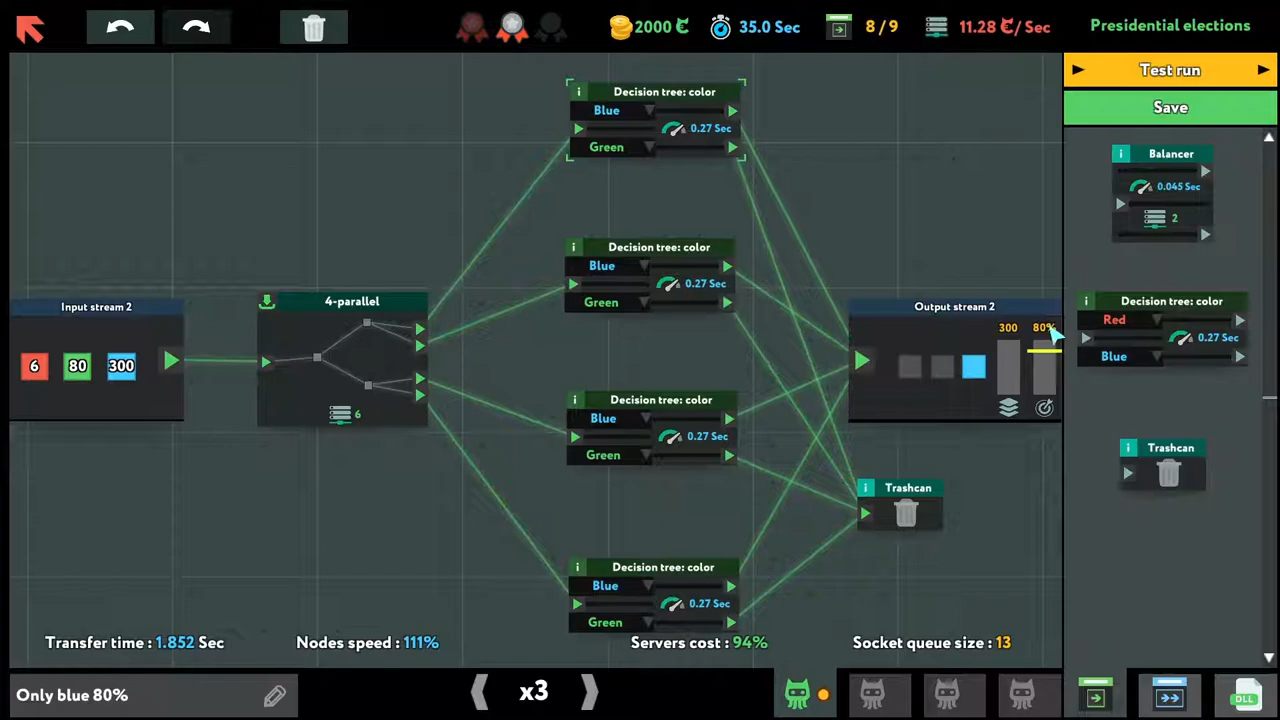 2000 €
35.0 Sec
8 / 9
11.28 €/ Sec
Presidential elections
Test run
Save
i Decision tree: color
Blue
0.27 Sec
Green
i Balancer
0.045 Sec
2
i Decision tree: color
Blue
0.27 Sec
Green
Input stream 2
6 80 300
4-parallel
6
Output stream 2
300 80%
i Decision tree: color
Red
0.27 Sec
Blue
i Decision tree: color
Blue
0.27 Sec
Green
i Trashcan
i Trashcan
i Decision tree: color
Blue
0.27 Sec
Green
Transfer time : 1.852 Sec
Nodes speed : 111%
Servers cost : 94%
Socket queue size : 13
Only blue 80%
x3
DLL